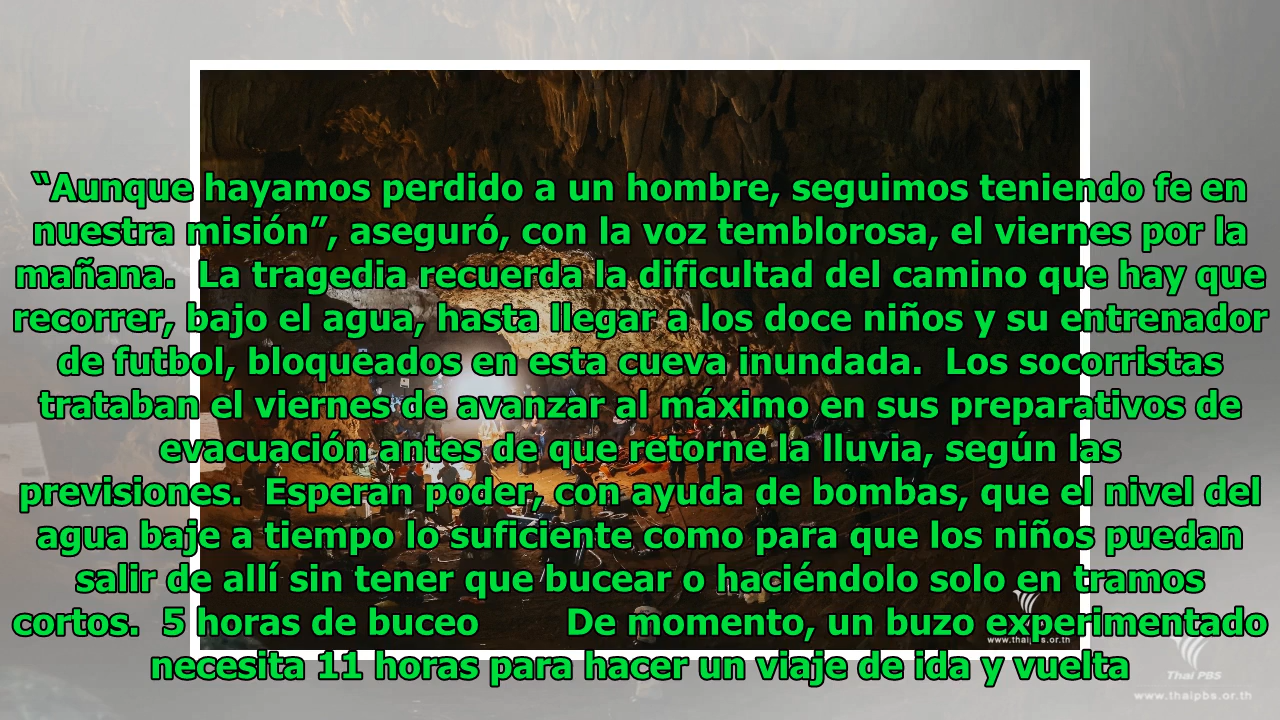 “Aunque hayamos perdido a un hombre, seguimos teniendo fe en
nuestra misión”, aseguró, con la voz temblorosa, el viernes por la
mañana.  La tragedia recuerda la dificultad del camino que hay que
recorrer, bajo el agua, hasta llegar a los doce niños y su entrenador
de futbol, bloqueados en esta cueva inundada.  Los socorristas
trataban el viernes de avanzar al máximo en sus preparativos de
evacuación antes de que retorne la lluvia, según las
previsiones.  Esperan poder, con ayuda de bombas, que el nivel del
agua baje a tiempo lo suficiente como para que los niños puedan
salir de allí sin tener que bucear o haciéndolo solo en tramos
cortos.  5 horas de buceo        De momento, un buzo experimentado
necesita 11 horas para hacer un viaje de ida y vuelta
www.thaipbs.or.th
Thai PBS
www.thaipbs.or.th